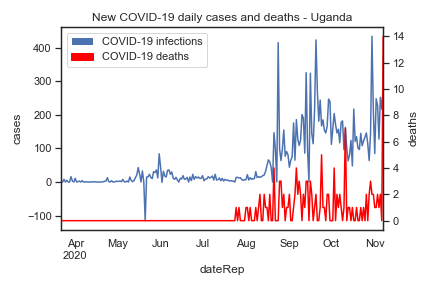 New COVID-19 daily cases and deaths - Uganda
COVID-19 infections
COVID-19 deaths
cases
400
300
200
100
0
−100
deaths
14
12
10
8
6
4
2
0
Apr
2020
May
Jun
Jul
Aug
Sep
Oct
Nov
dateRep